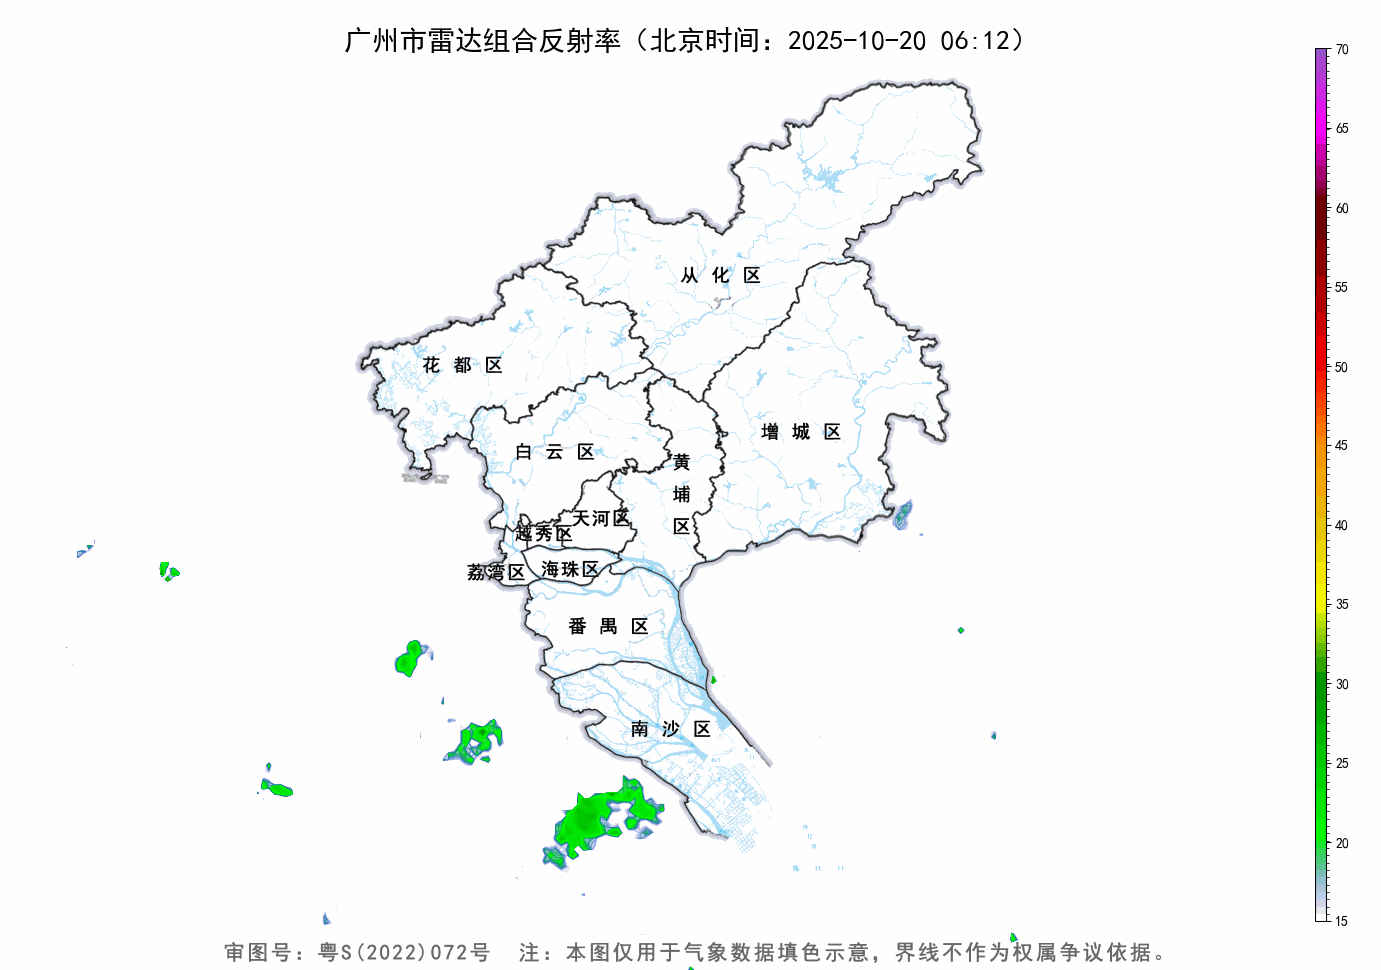 广州市雷达组合反射率（北京时间：2025-10-20 06:12）
70
65
60
55
50
45
40
35
30
25
20
15
从化区
花都区
增城区
白云区
黄埔区
天河区
越秀区
荔湾区
海珠区
番禺区
南沙区
审图号：粤S(2022)072号 注：本图仅用于气象数据填色示意，界线不作为权属争议依据。